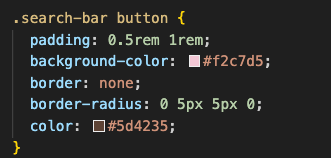 .search-bar button {
padding: 0.5rem 1rem;
background-color: #f2c7d5;
border: none;
border-radius: 0 5px 5px 0;
color: #5d4235;
}